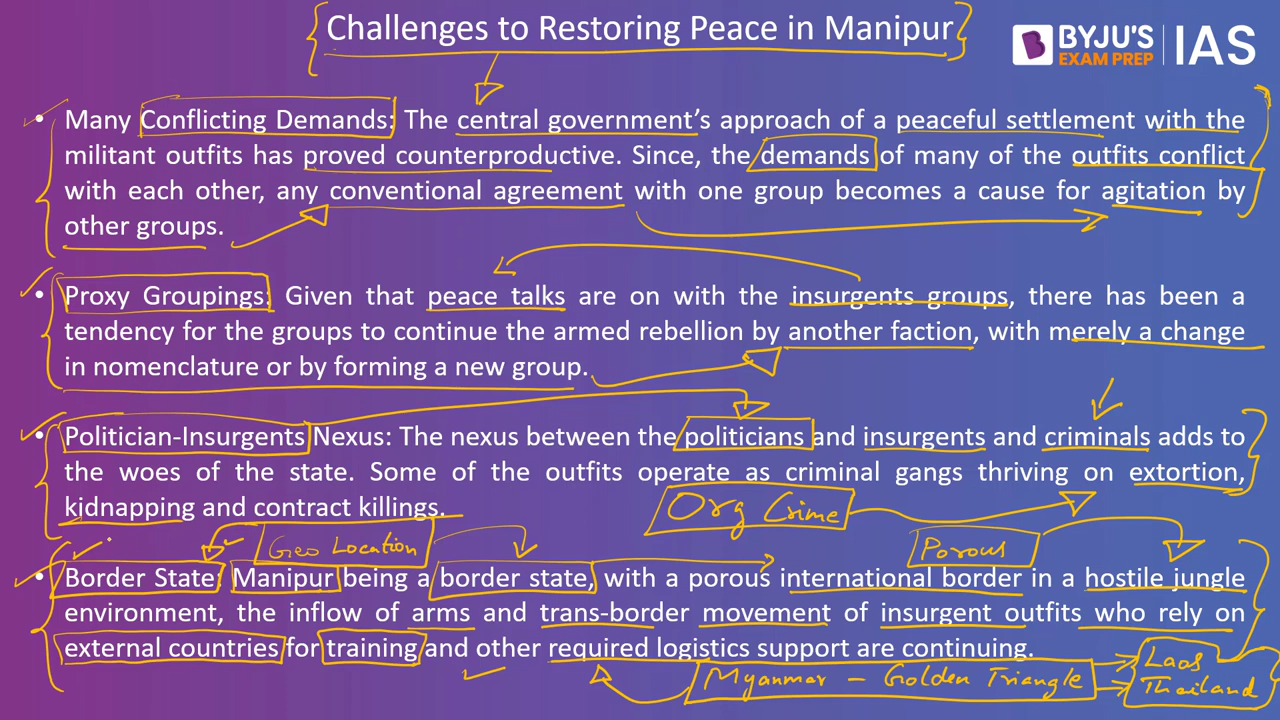 Challenges to Restoring Peace in Manipur
BYJU'S
EXAM PREP
IAS
• Many Conflicting Demands: The central government's approach of a peaceful settlement with the
militant outfits has proved counterproductive. Since, the demands of many of the outfits conflict
with each other, any conventional agreement with one group becomes a cause for agitation by
other groups.
• Proxy Groupings: Given that peace talks are on with the insurgents groups, there has been a
tendency for the groups to continue the armed rebellion by another faction, with merely a change
in nomenclature or by forming a new group.
• Politician-Insurgents Nexus: The nexus between the politicians and insurgents and criminals adds to
the woes of the state. Some of the outfits operate as criminal gangs thriving on extortion,
kidnapping and contract killings.
Org Crime
Geo Location
Porous
• Border State: Manipur being a border state, with a porous international border in a hostile jungle
environment, the inflow of arms and trans-border movement of insurgent outfits who rely on
external countries for training and other required logistics support are continuing.
Myanmar – Golden Triangle
Laos
Thailand